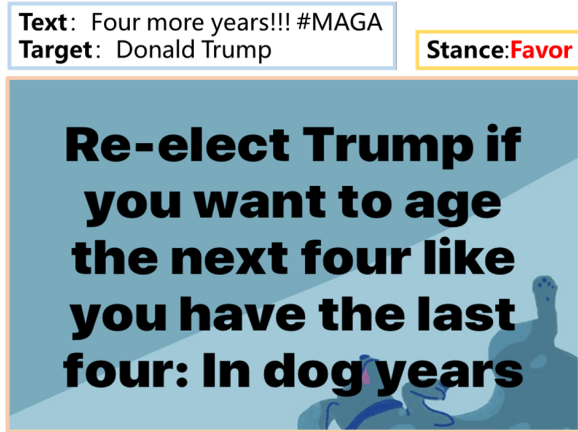 Text: Four more years!!! #MAGA
Target: Donald Trump
Stance:Favor
Re-elect Trump if
you want to age
the next four like
you have the last
four: In dog years